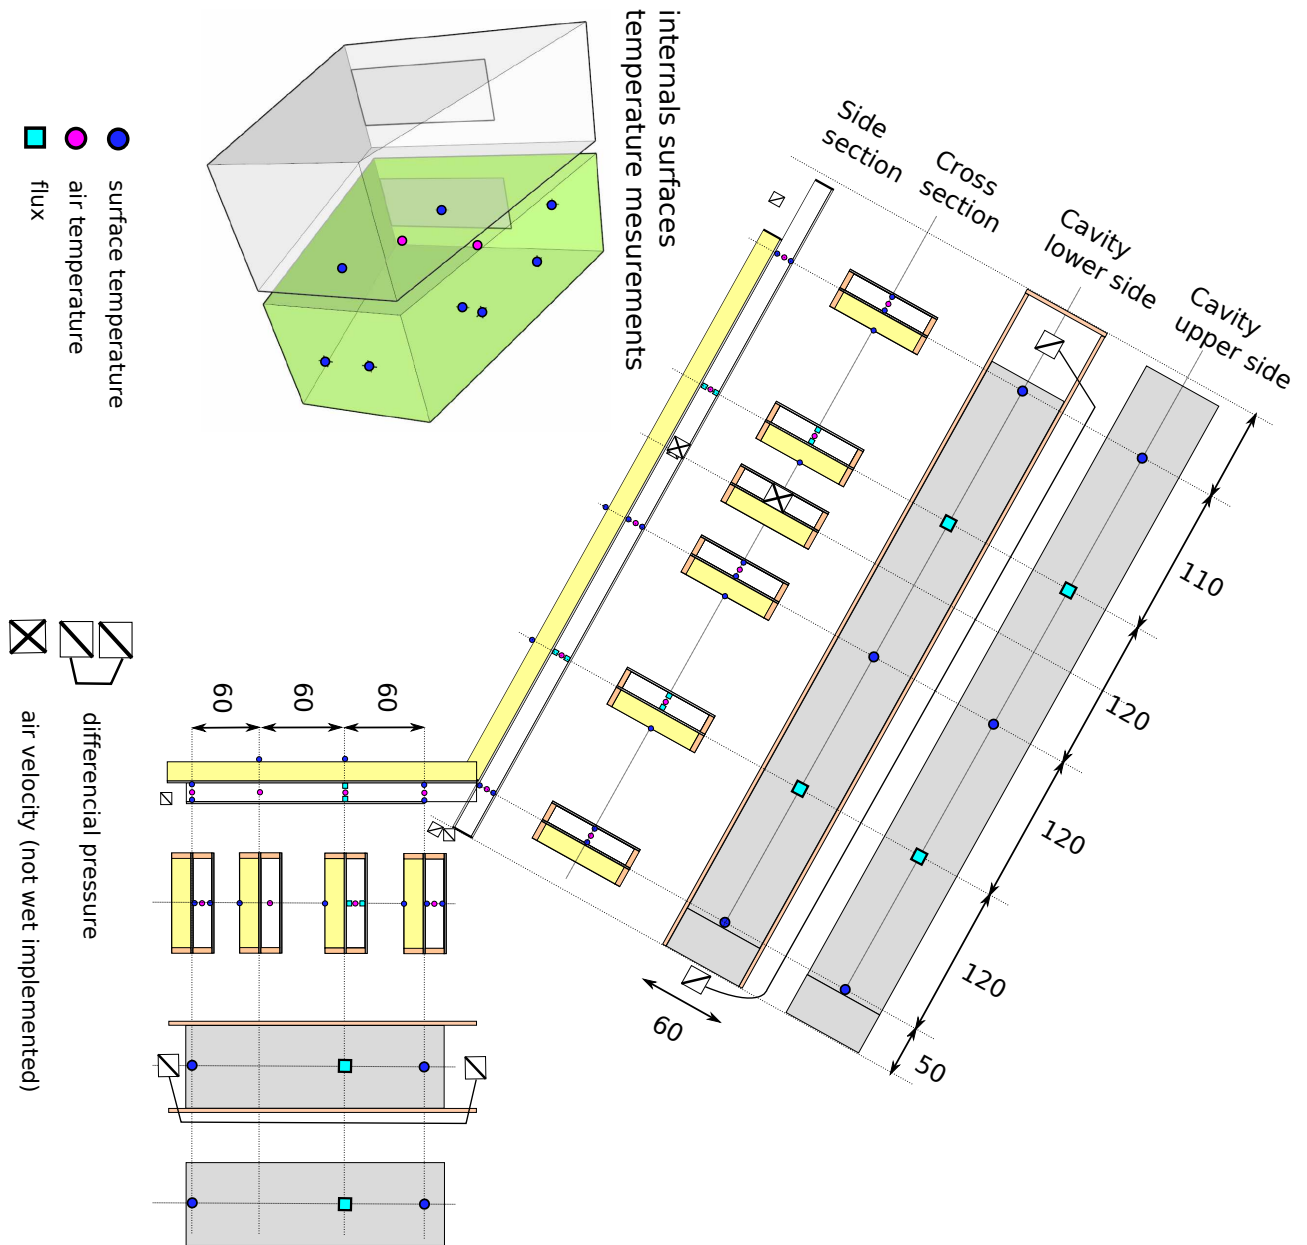 internals surfaces
temperature mesurements
surface temperature
air temperature
flux
Side
section
Cross
section
Cavity
lower side
Cavity
upper side
110
120
120
120
50
60
60
60
60
differencial pressure
air velocity (not wet implemented)